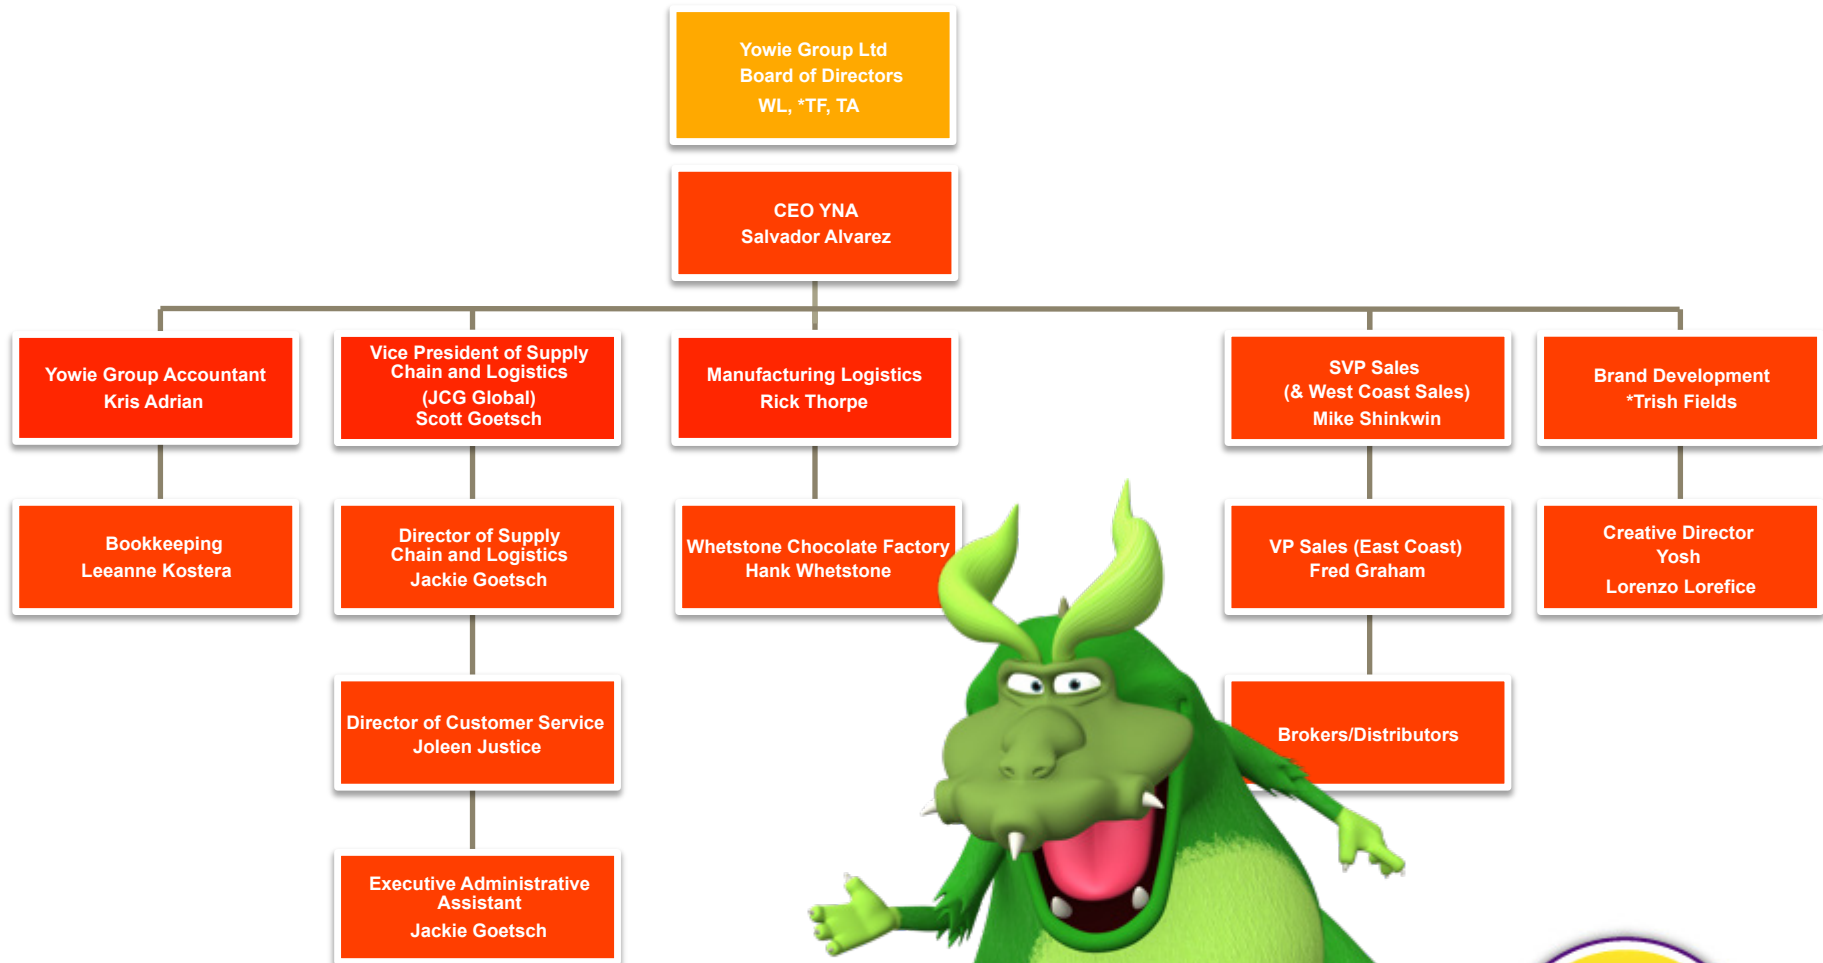 Yowie Group Ltd
Board of Directors
WL, *TF, TA
CEO YNA
Salvador Alvarez
Yowie Group Accountant
Kris Adrian
Vice President of Supply
Chain and Logistics
(JCG Global)
Scott Goetsch
Manufacturing Logistics
Rick Thorpe
SVP Sales
(& West Coast Sales)
Mike Shinkwin
Brand Development
*Trish Fields
Bookkeeping
Leeanne Kostera
Director of Supply
Chain and Logistics
Jackie Goetsch
Whetstone Chocolate Factory
Hank Whetstone
VP Sales (East Coast)
Fred Graham
Creative Director
Yosh
Lorenzo Lorefice
Director of Customer Service
Joleen Justice
Brokers/Distributors
Executive Administrative
Assistant
Jackie Goetsch